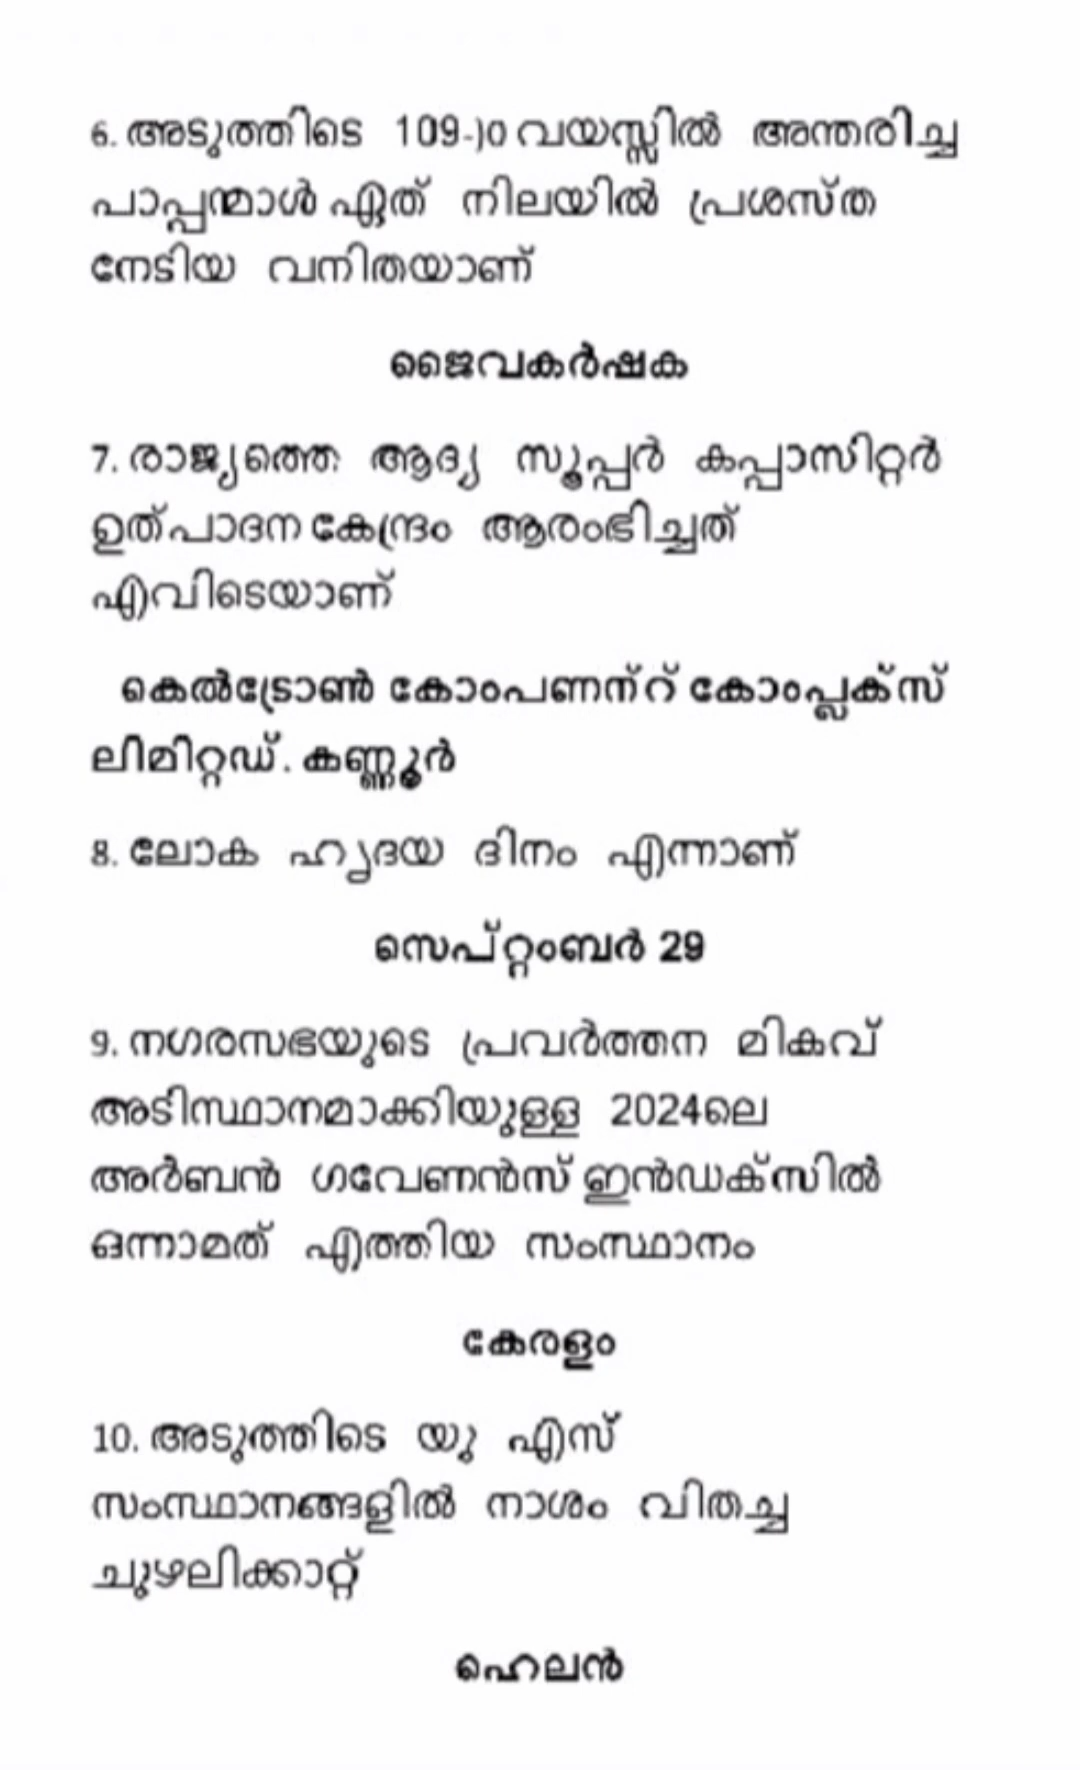 6. അടുത്തിടെ 109-)o വയസ്സിൽ അന്തരിച്ച
പാപ്പന്മാൾ ഏത് നിലയിൽ പ്രശസ്ത
നേടിയ വനിതയാണ്
ജൈവകർഷക
7. രാജ്യത്തെ ആദ്യ സൂപ്പർ കപ്പാസിറ്റർ
ഉത്പാദന കേന്ദ്രം ആരംഭിച്ചത്
എവിടെയാണ്
കെൽട്രോൺ കോംപണന്റ് കോംപ്ലക്സ്
ലിമിറ്റഡ്. കണ്ണൂർ
8. ലോക ഹൃദയ ദിനം എന്നാണ്
സെപ്റ്റംബർ 29
9. നഗരസഭയുടെ പ്രവർത്തന മികവ്
അടിസ്ഥാനമാക്കിയുള്ള 2024ലെ
അർബൻ ഗവേണൻസ് ഇൻഡക്സിൽ
ഒന്നാമത് എത്തിയ സംസ്ഥാനം
കേരളം
10. അടുത്തിടെ യു എസ്
സംസ്ഥാനങ്ങളിൽ നാശം വിതച്ച
ചുഴലിക്കാറ്റ്
ഹെലൻ